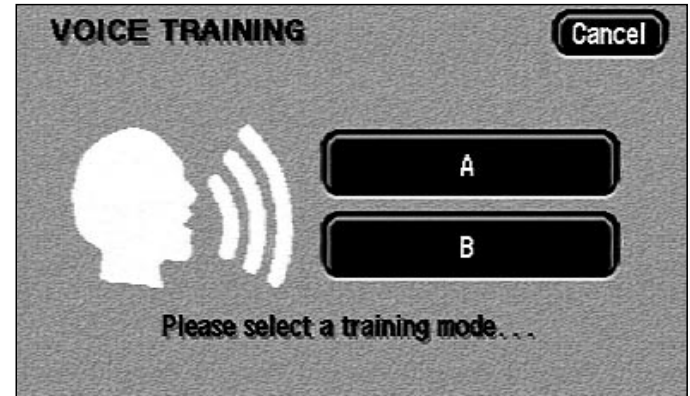 VOICE TRAINING
Cancel
A
B
Please select a training mode...